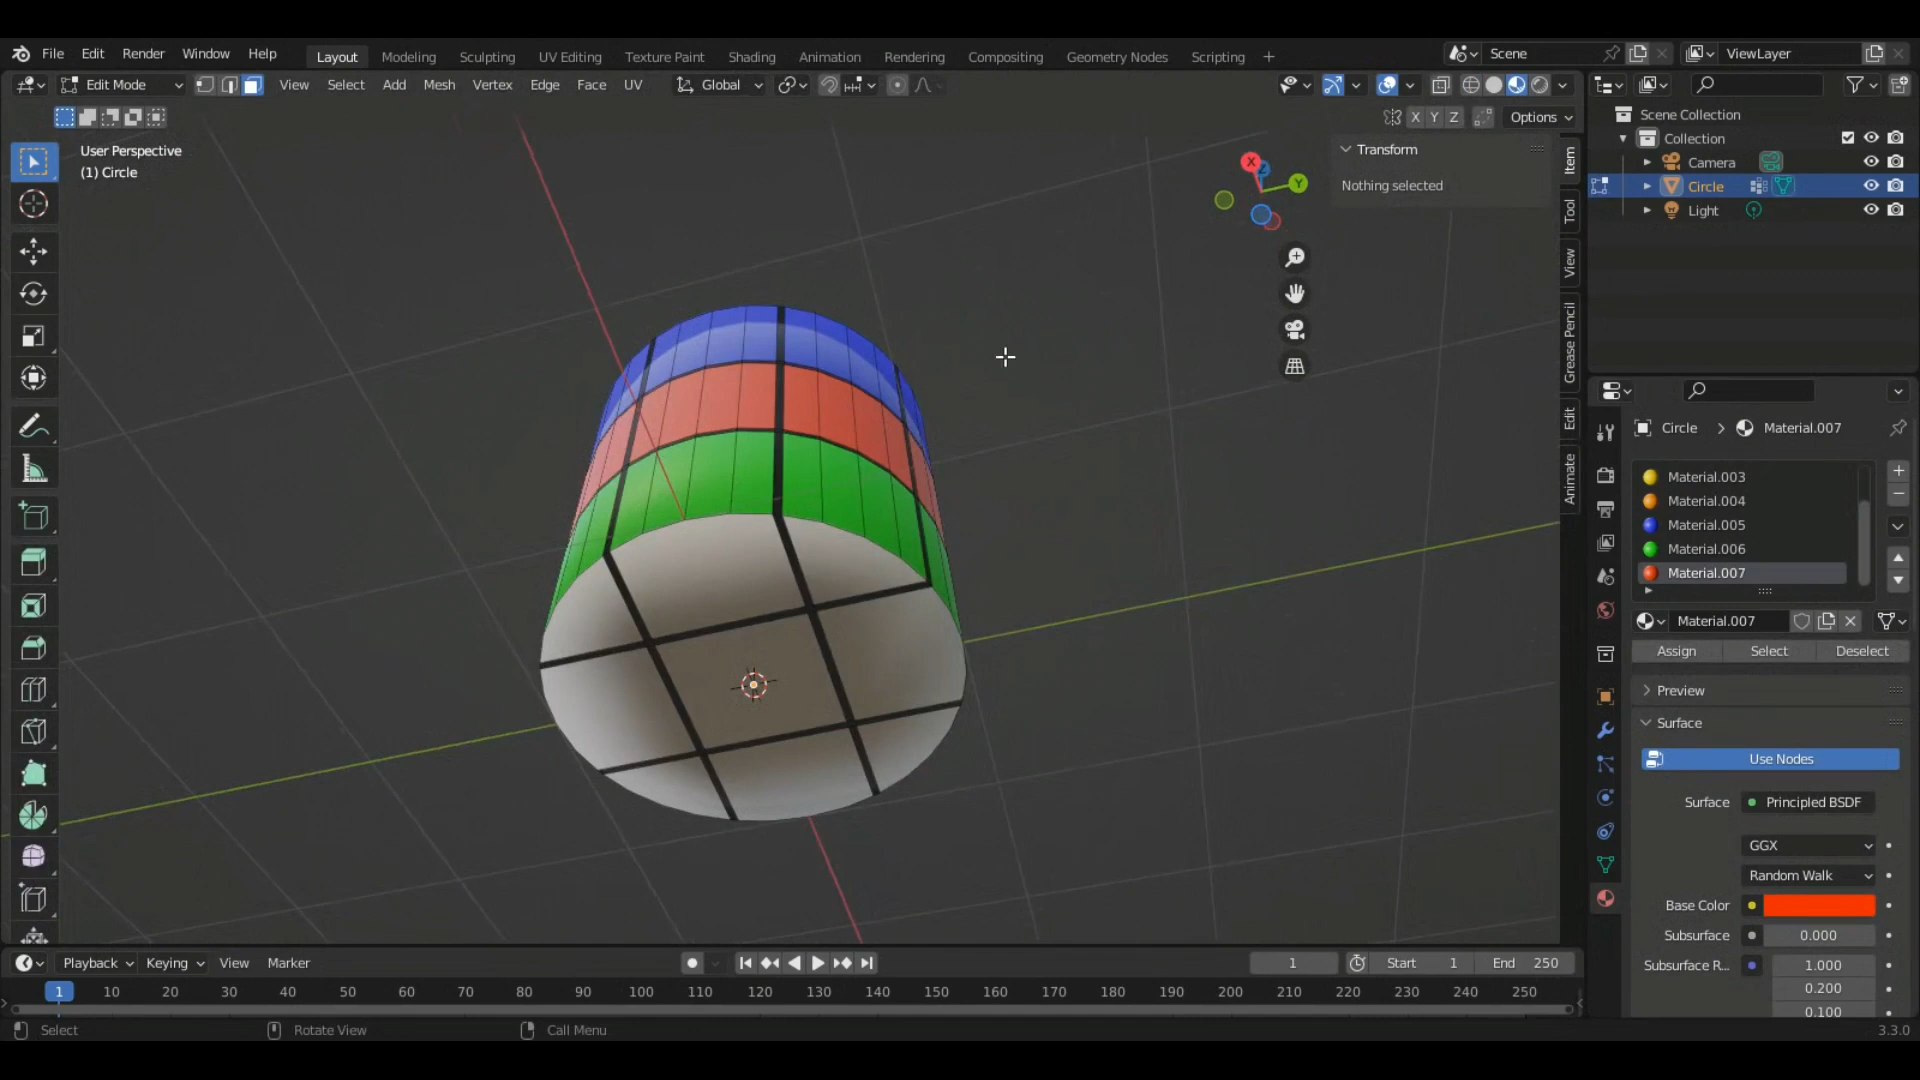 File Edit Render Window Help Layout Modeling Sculpting UV Editing Texture Paint Shading Animation Rendering Compositing Geometry Nodes Scripting + Scene ViewLayer
Edit Mode View Select Add Mesh Vertex Edge Face UV Global
X Y Z Options
User Perspective
(1) Circle
X Y Z
Transform
Nothing selected
Item
Tool
View
Grease Pencil
Edit
Animate
Scene Collection
Collection
Camera
Circle
Light
Circle > Material.007
Material.003
Material.004
Material.005
Material.006
Material.007
Material.007
Assign Select Deselect
Preview
Surface
Use Nodes
Surface Principled BSDF
GGX
Random Walk
Base Color
Subsurface 0.000
Subsurface R... 1.000
0.200
0.100
Playback Keying View Marker 1 Start 1 End 250
1 10 20 30 40 50 60 70 80 90 100 110 120 130 140 150 160 170 180 190 200 210 220 230 240 250
Select Rotate View Call Menu 3.3.0